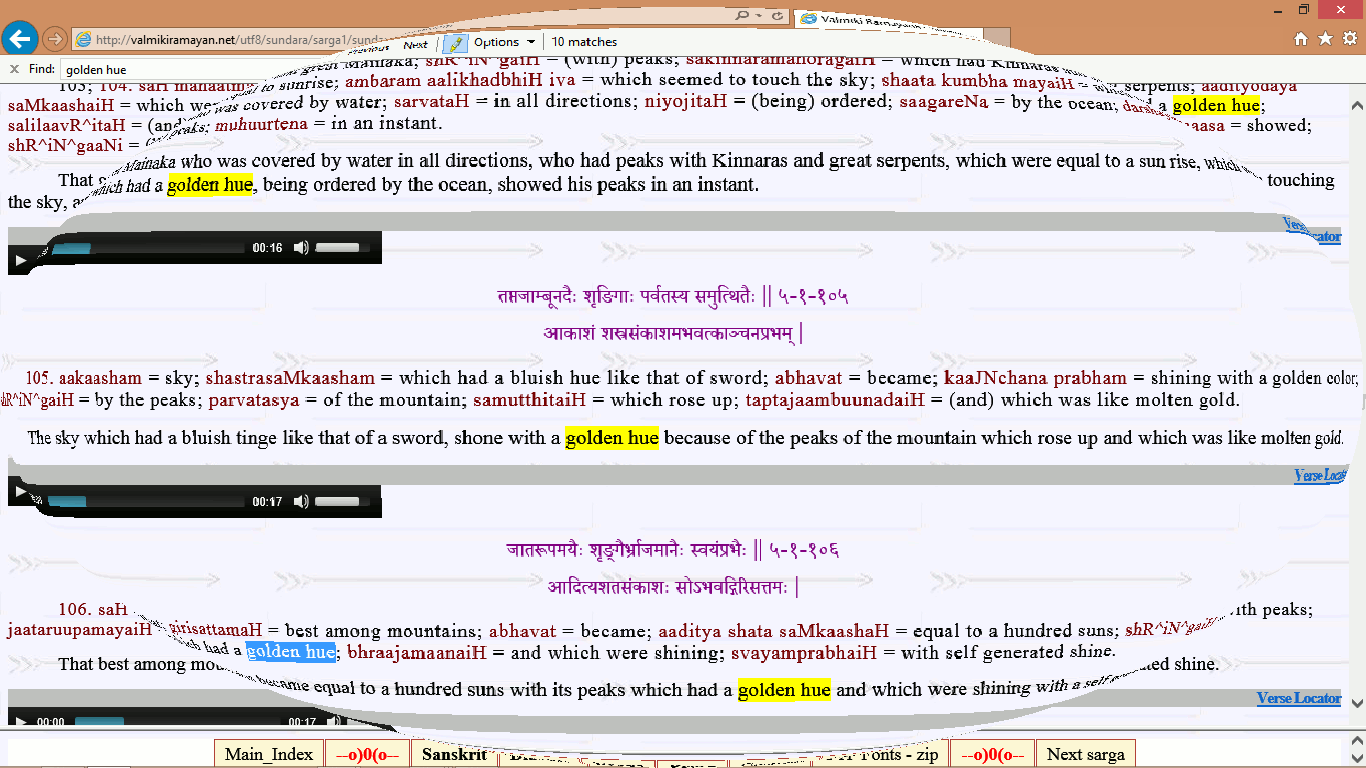 Valmiki Ramayan
http://valmikiramayan.net/utf8/sundara/sarga1/sunda
Previous Next Options 10 matches
Find: golden hue
great Mainaka; shR^iN^gaiH = (with) peaks; sakinnaramahoragaiH = which had Kinnaras
103; 104. saH mahaatma to sunrise; ambaram aalikhadbhiH iva = which seemed to touch the sky; shaata kumbha mayaiH = serpents; aadityodaya
saMkaashaiH = which we was covered by water; sarvataH = in all directions; niyojitaH = (being) ordered; saagareNa = by the ocean; d a golden hue;
salilaavR^itaH = (and peaks; muhuurtena = in an instant. aasa = showed;
shR^iN^gaaNi =
That Mainaka who was covered by water in all directions, who had peaks with Kinnaras and great serpents, which were equal to a sun rise, which touching
the sky, a which had a golden hue, being ordered by the ocean, showed his peaks in an instant.
Verse Locator
00:16
तप्तजाम्बूनदैः शृङिगाः पर्वतस्य समुत्थितैः || ५-१-१०५
आकाशं शस्त्रसंकाशमभवत्काञ्चनप्रभम् |
105. aakaasham = sky; shastrasaMkaasham = which had a bluish hue like that of sword; abhavat = became; kaaJNchana prabham = shining with a golden color;
shR^iN^gaiH = by the peaks; parvatasya = of the mountain; samutthitaiH = which rose up; taptajaambuunadaiH = (and) which was like molten gold.
The sky which had a bluish tinge like that of a sword, shone with a golden hue because of the peaks of the mountain which rose up and which was like molten gold.
Verse Locator
00:17
जातरूपमयैः शृङ्गैर्भ्राजमानैः स्वयंप्रभैः || ५-१-१०६
आदित्यशतसंकाशः सोऽभवद्गिरिसत्तमः |
106. saH with peaks;
jaataruupamayaiH girisattamaH = best among mountains; abhavat = became; aaditya shata saMkaashaH = equal to a hundred suns; shR^iN^gaiH
which had a golden hue; bhraajamaanaiH = and which were shining; svayamprabhaiH = with self generated shine.
That best among mou became equal to a hundred suns with its peaks which had a golden hue and which were shining with a self ted shine.
Verse Locator
00:00 00:17
Main_Index --o)0(o-- Sanskrit Fonts - zip --o)0(o-- Next sarga